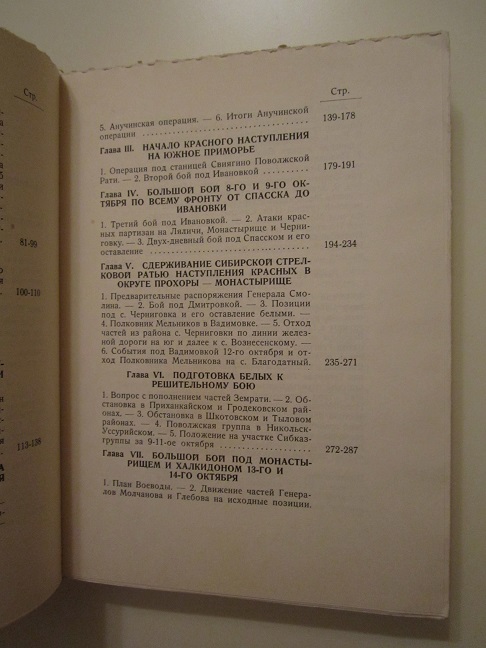 Стр.
81-99
100-110
113-138
Стр.
5. Анучинская операция. — 6. Итоги Анучинской
операции
139-178
Глава III. НАЧАЛО КРАСНОГО НАСТУПЛЕНИЯ
НА ЮЖНОЕ ПРИМОРЬЕ
1. Операция под станцией Свиягино Поволжской
Рати. — 2. Второй бой под Ивановкой
179-191
Глава IV. БОЛЬШОЙ БОЙ 8-ГО И 9-ГО ОК-
ТЯБРЯ ПО ВСЕМУ ФРОНТУ ОТ СПАССКА ДО
ИВАНОВКИ
1. Третий бой под Ивановкой. — 2. Атаки крас-
ных партизан на Ляличи, Монастырище и Черни-
говку. — 3. Двух-дневный бой под Спасском и его
оставление
194-234
Глава V. СДЕРЖИВАНИЕ СИБИРСКОЙ СТРЕЛ-
КОВОЙ РАТЬЮ НАСТУПЛЕНИЯ КРАСНЫХ В
ОКРУГЕ ПРОХОРЫ — МОНАСТЫРИЩЕ
1. Предварительные распоряжения Генерала Смо-
лина. — 2. Бой под Дмитровкой. — 3. Позиции
под с. Черниговка и его оставление белыми. —
4. Полковник Мельников в Вадимовке. — 5. Отход
частей из района с. Черниговки по линии железной
дороги на юг и далее к с. Вознесенскому. —
6. События под Вадимовкой 12-го октября и от-
ход Полковника Мельникова на с. Благодатный.
235-271
Глава VI. ПОДГОТОВКА БЕЛЫХ К
РЕШИТЕЛЬНОМУ БОЮ
1. Вопрос с пополнением частей Земрати. — 2. Об-
становка в Приханкайском и Гродековском рай-
онах. — 3. Обстановка в Шкотовском и Тыловом
районах. — 4. Поволжская группа в Никольск-
Уссурийском. — 5. Положение на участке Сибказ-
группы за 9-11-ое октября
272-287
Глава VII. БОЛЬШОЙ БОЙ ПОД МОНАСТЫ-
РИЩЕМ И ХАЛКИДОНОМ 13-ГО И
14-ГО ОКТЯБРЯ
1. План Воеводы. — 2. Движение частей Генера-
лов Молчанова и Глебова на исходные позиции.